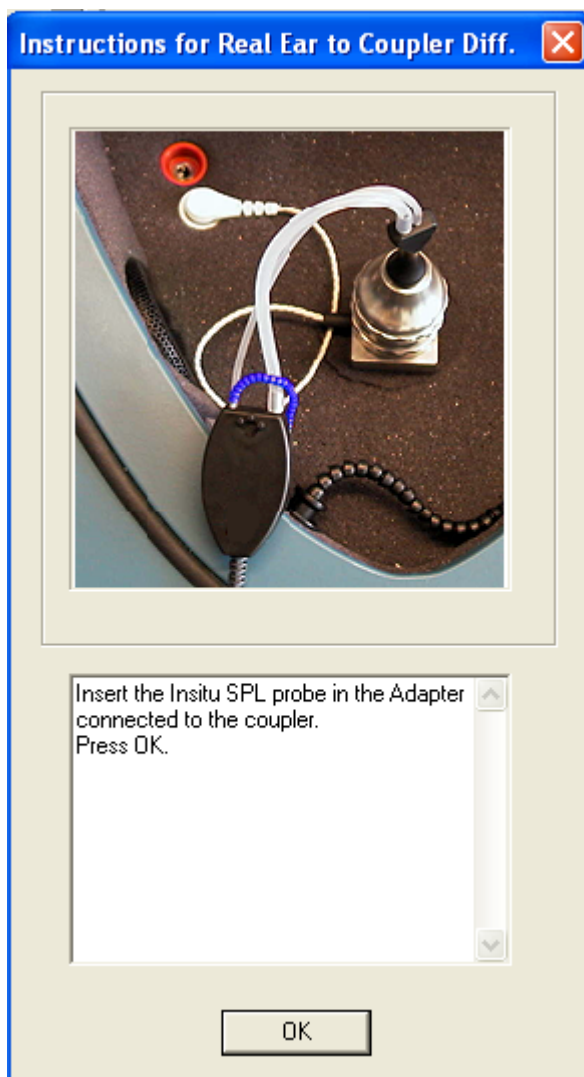 Instructions for Real Ear to Coupler Diff.
Insert the Insitu SPL probe in the Adapter
connected to the coupler.
Press OK.
OK